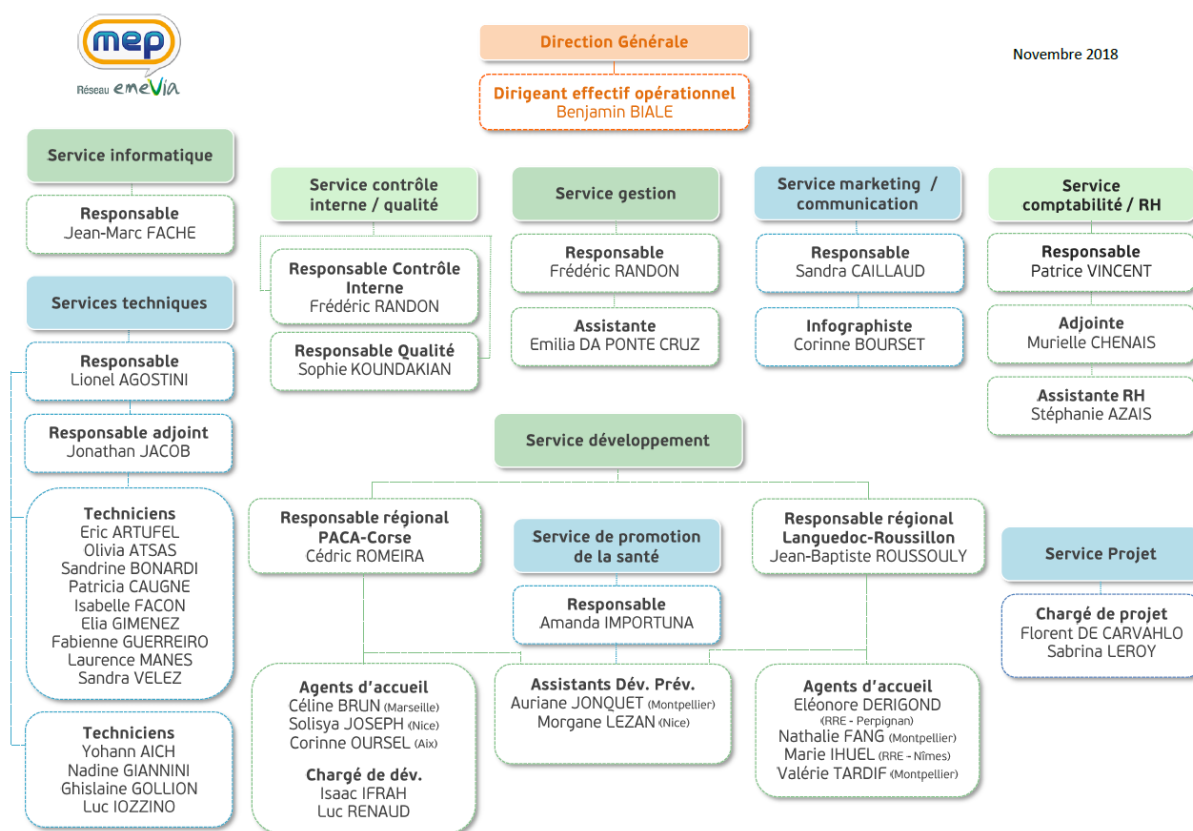 mep
Réseau emeVia
Direction Générale
Dirigeant effectif opérationnel
Benjamin BIALE
Novembre 2018
Service informatique
Responsable
Jean-Marc FACHE
Services techniques
Responsable
Lionel AGOSTINI
Responsable adjoint
Jonathan JACOB
Techniciens
Eric ARTUFEL
Olivia ATSAS
Sandrine BONARDI
Patricia CAUGNE
Isabelle FACON
Elia GIMENEZ
Fabienne GUERREIRO
Laurence MANES
Sandra VELEZ
Techniciens
Yohann AICH
Nadine GIANNINI
Ghislaine GOLLION
Luc IOZZINO
Service contrôle
interne / qualité
Responsable Contrôle
Interne
Frédéric RANDON
Responsable Qualité
Sophie KOUNDAKIAN
Service gestion
Responsable
Frédéric RANDON
Assistante
Emilia DA PONTE CRUZ
Service marketing /
communication
Responsable
Sandra CAILLAUD
Infographiste
Corinne BOURSET
Service
comptabilité / RH
Responsable
Patrice VINCENT
Adjointe
Murielle CHENAIS
Assistante RH
Stéphanie AZAIS
Service développement
Responsable régional
PACA-Corse
Cédric ROMEIRA
Agents d'accueil
Céline BRUN (Marseille)
Solisya JOSEPH (Nice)
Corinne OURSEL (Aix)
Chargé de dév.
Isaac IFRAH
Luc RENAUD
Service de promotion
de la santé
Responsable
Amanda IMPORTUNA
Assistants Dév. Prév.
Auriane JONQUET (Montpellier)
Morgane LEZAN (Nice)
Responsable régional
Languedoc-Roussillon
Jean-Baptiste ROUSSOULY
Agents d'accueil
Eléonore DERIGOND
(RRE - Perpignan)
Nathalie FANG (Montpellier)
Marie IHUEL (RRE - Nîmes)
Valérie TARDIF (Montpellier)
Service Projet
Chargé de projet
Florent DE CARVAHLO
Sabrina LEROY